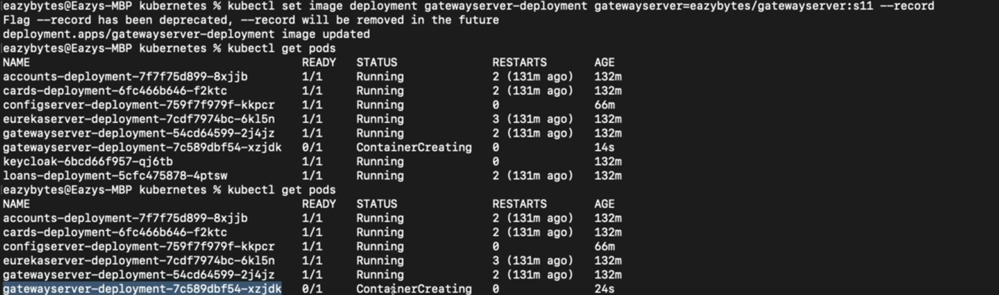 eazybytes@Eazys-MBP kubernetes % kubectl set image deployment gatewayserver-deployment gatewayserver=eazybytes/gatewayserver:s11 --record
Flag --record has been deprecated, --record will be removed in the future
deployment.apps/gatewayserver-deployment image updated
eazybytes@Eazys-MBP kubernetes % kubectl get pods
NAME READY STATUS RESTARTS AGE
accounts-deployment-7f7f75d899-8xjjb 1/1 Running 2 (131m ago) 132m
cards-deployment-6fc466b646-f2ktc 1/1 Running 2 (131m ago) 132m
configserver-deployment-759f7f979f-kkpcr 1/1 Running 0 66m
eurekaserver-deployment-7cdf7974bc-6kl5n 1/1 Running 3 (131m ago) 132m
gatewayserver-deployment-54cd64599-2j4jz 1/1 Running 2 (131m ago) 132m
gatewayserver-deployment-7c589dbf54-xzjdk 0/1 ContainerCreating 0 14s
keycloak-6bcd66f957-qj6tb 1/1 Running 0 132m
loans-deployment-5cfc475878-4ptsw 1/1 Running 2 (131m ago) 132m
eazybytes@Eazys-MBP kubernetes % kubectl get pods
NAME READY STATUS RESTARTS AGE
accounts-deployment-7f7f75d899-8xjjb 1/1 Running 2 (131m ago) 132m
cards-deployment-6fc466b646-f2ktc 1/1 Running 2 (131m ago) 132m
configserver-deployment-759f7f979f-kkpcr 1/1 Running 0 66m
eurekaserver-deployment-7cdf7974bc-6kl5n 1/1 Running 3 (131m ago) 132m
gatewayserver-deployment-54cd64599-2j4jz 1/1 Running 2 (131m ago) 132m
gatewayserver-deployment-7c589dbf54-xzjdk 0/1 ContainerCreating 0 24s